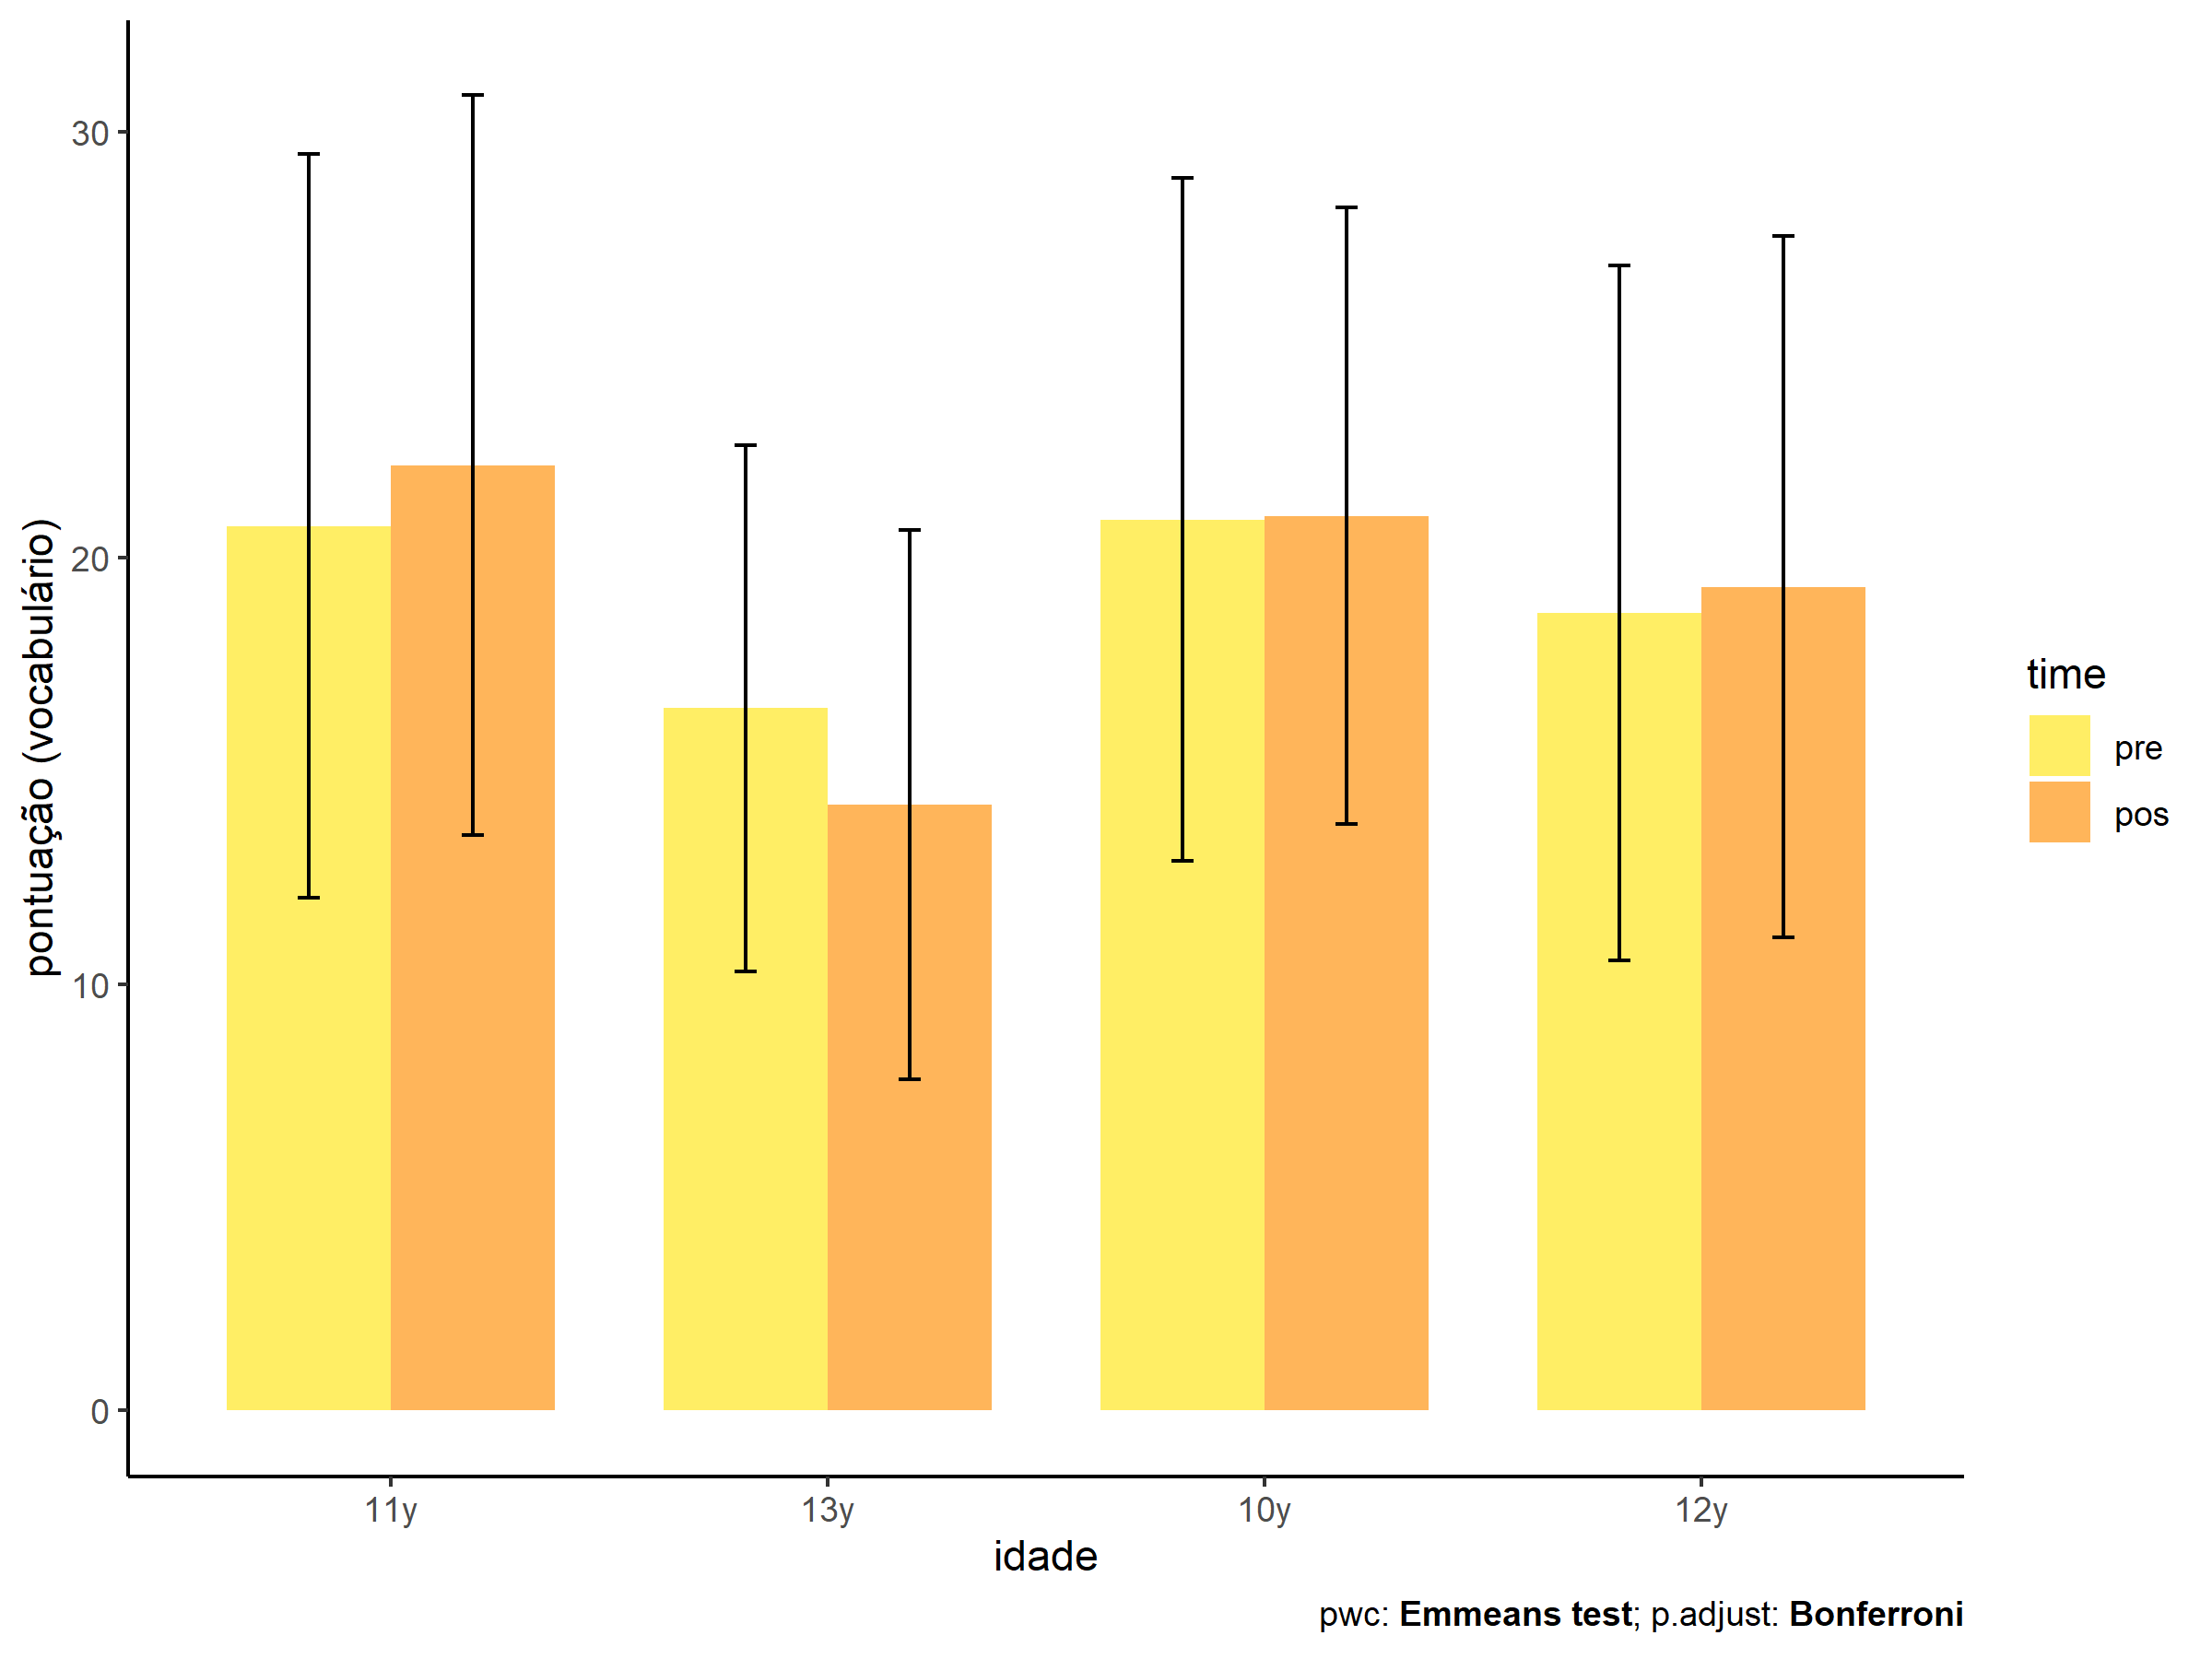 pontuação (vocabulário)
30
20
10
0
11y
13y
10y
12y
idade
time
pre
pos
pwc: Emmeans test; p.adjust: Bonferroni